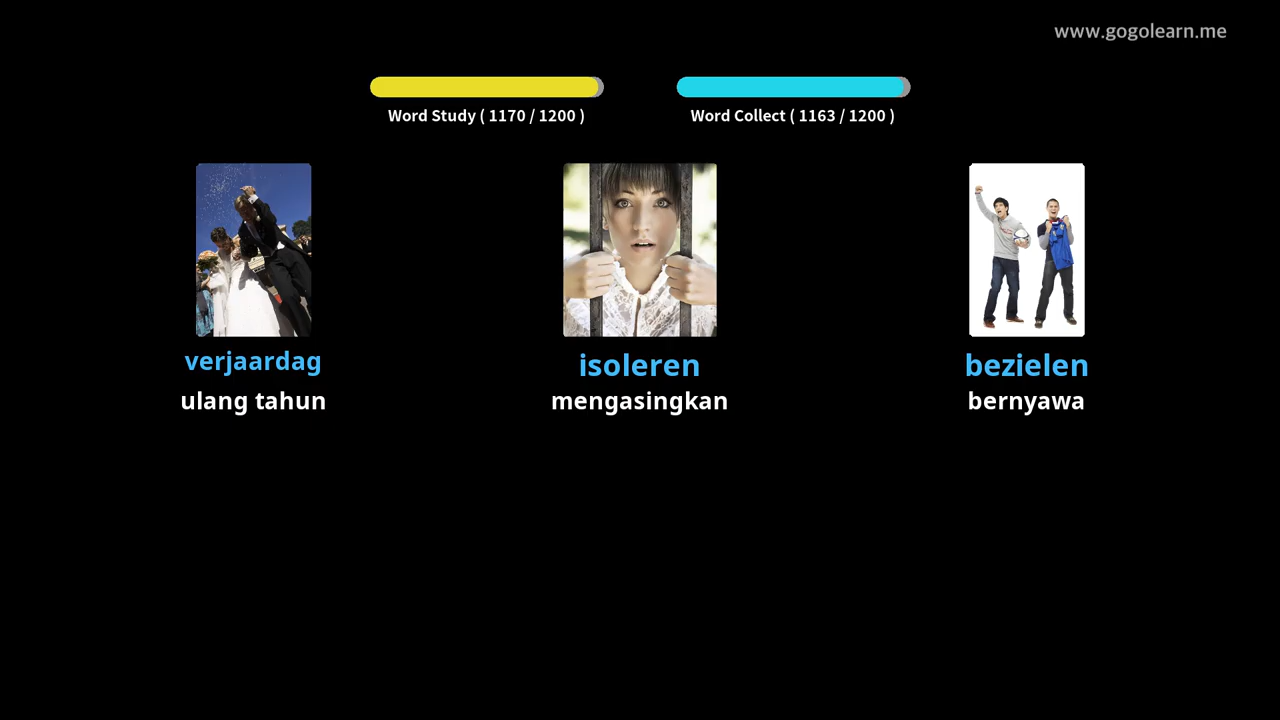 www.gogolearn.me
Word Study ( 1170 / 1200 )
Word Collect ( 1163 / 1200 )
verjaardag
isoleren
bezielen
ulang tahun
mengasingkan
bernyawa